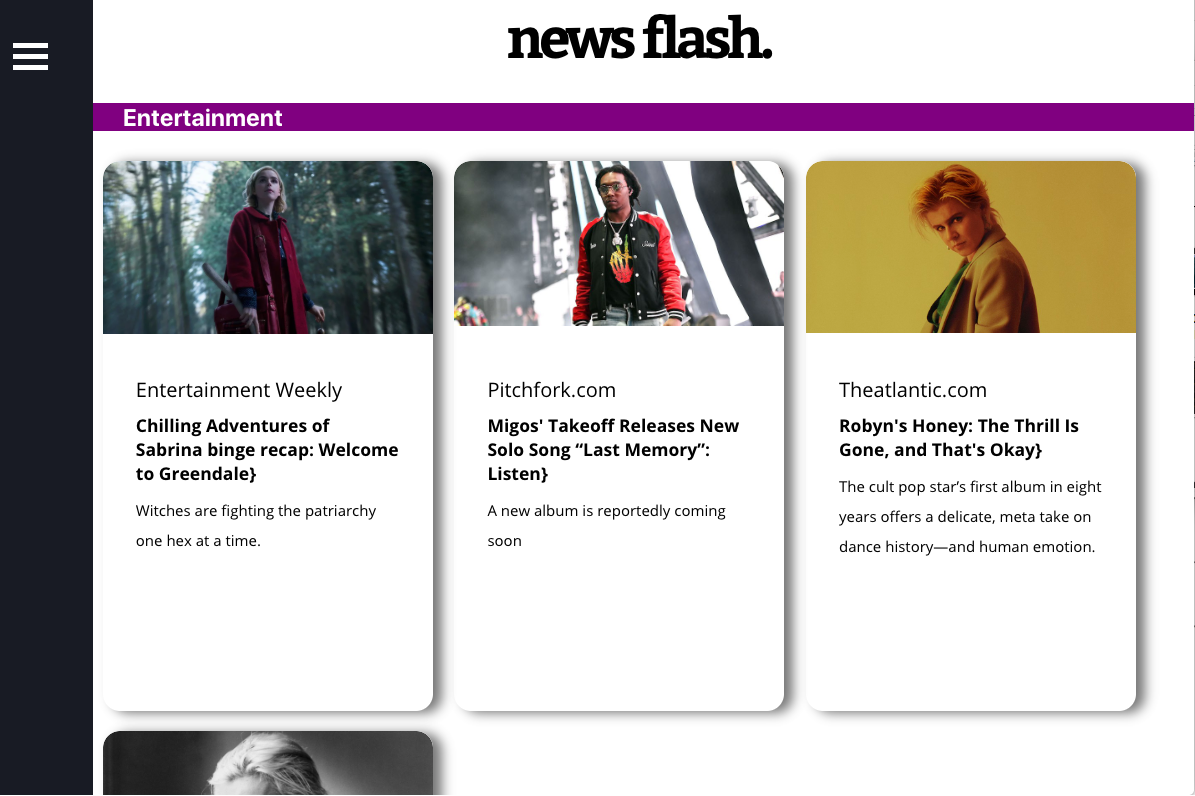 news flash.
Entertainment
Entertainment Weekly
Chilling Adventures of
Sabrina binge recap: Welcome
to Greendale}
Witches are fighting the patriarchy
one hex at a time.
Pitchfork.com
Migos' Takeoff Releases New
Solo Song “Last Memory”:
Listen}
A new album is reportedly coming
soon
Theatlantic.com
Robyn's Honey: The Thrill Is
Gone, and That's Okay}
The cult pop star’s first album in eight
years offers a delicate, meta take on
dance history—and human emotion.